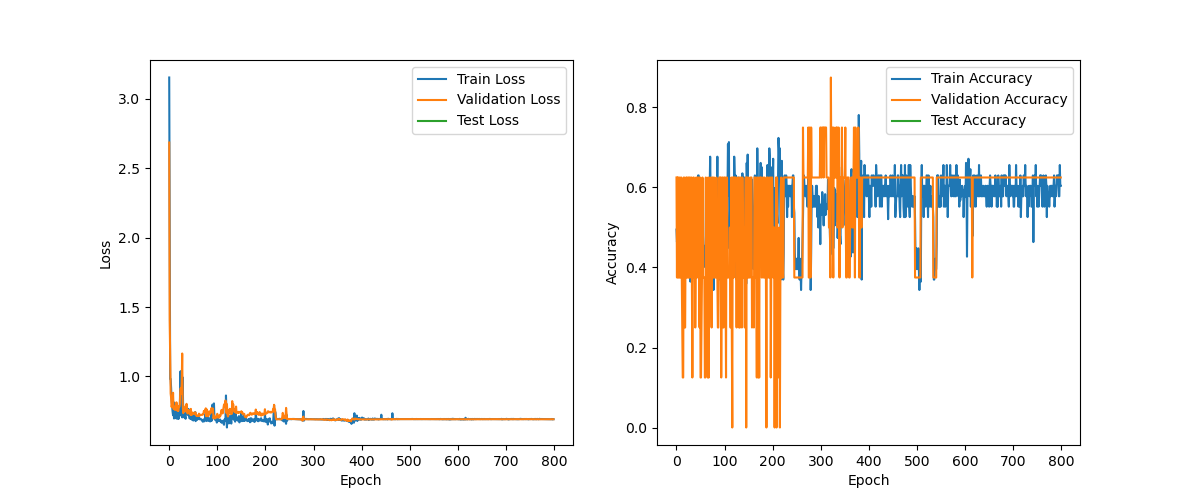 Train Loss
Validation Loss
Test Loss
3.0
2.5
2.0
1.5
1.0
Loss
0 100 200 300 400 500 600 700 800
Epoch
Train Accuracy
Validation Accuracy
Test Accuracy
0.8
0.6
0.4
0.2
0.0
Accuracy
0 100 200 300 400 500 600 700 800
Epoch